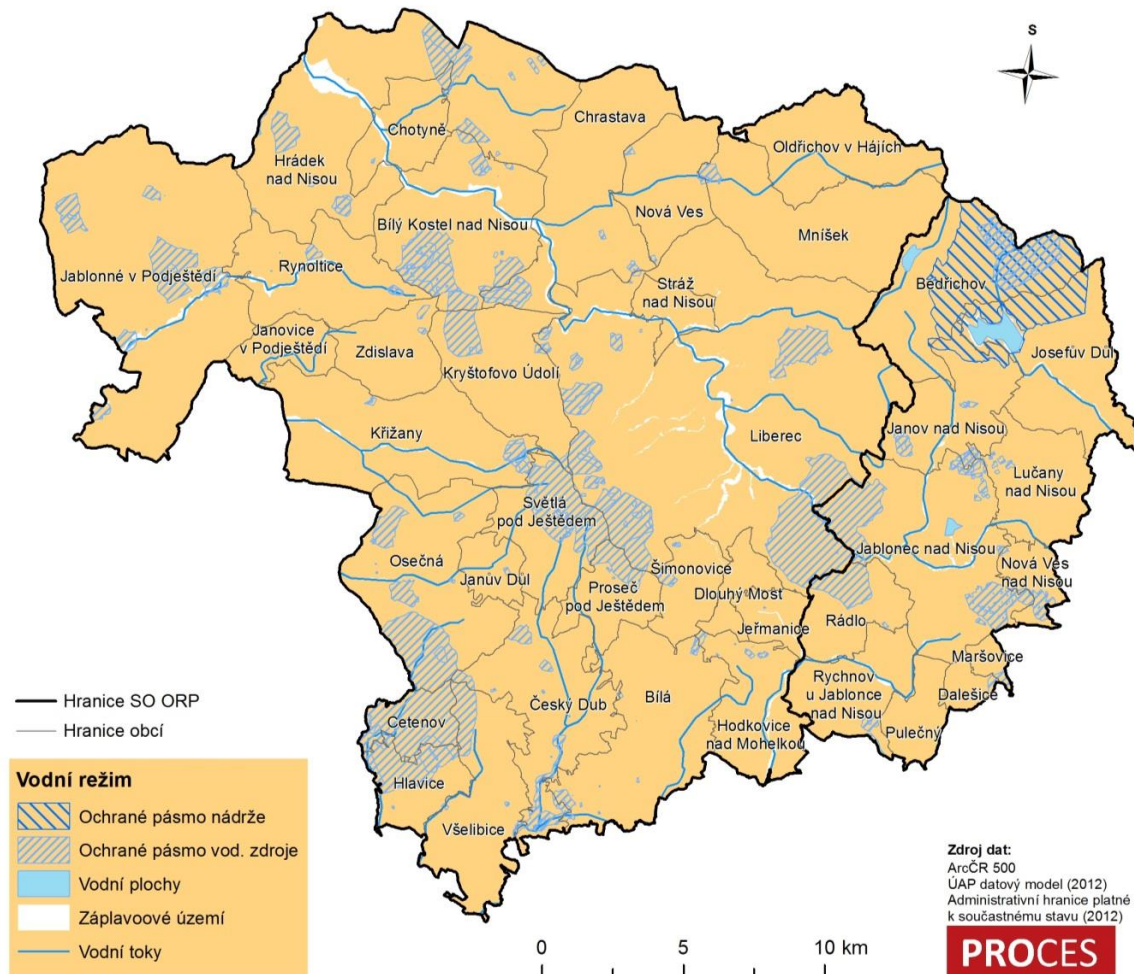 S
Chrastava
Chotyně
Oldřichov v Hájích
Hrádek
nad Nisou
Nová Ves
Bílý Kostel nad Nisou
Mníšek
Jablonné v Podještědí
Rynoltice
Stráž
nad Nisou
Bedřichov
Janovice
v Podještědí
Zdislava
Kryštofovo Údolí
Josefův Důl
Křižany
Liberec
Janov nad Nisou
Lučany
nad Nisou
Světlá
pod Ještědem
Jablonec nad Nisou
Osečná
Janův Důl
Šimonovice
Nová Ves
nad Nisou
Proseč
pod Ještědem
Dlouhý Most
Jeřmanice
Rádlo
Maršovice
Rychnov
u Jablonce
nad Nisou
Dalešice
Český Dub
Bílá
Cetenov
Hodkovice
nad Mohelkou
Pulečný
Hlavice
Všelibice
Hranice SO ORP
Hranice obcí
Vodní režim
Ochrané pásmo nádrže
Ochrané pásmo vod. zdroje
Vodní plochy
Záplavoové území
Vodní toky
0 5 10 km
Zdroj dat:
ArcČR 500
ÚAP datový model (2012)
Administrativní hranice platné
k součastnému stavu (2012)
PROCES